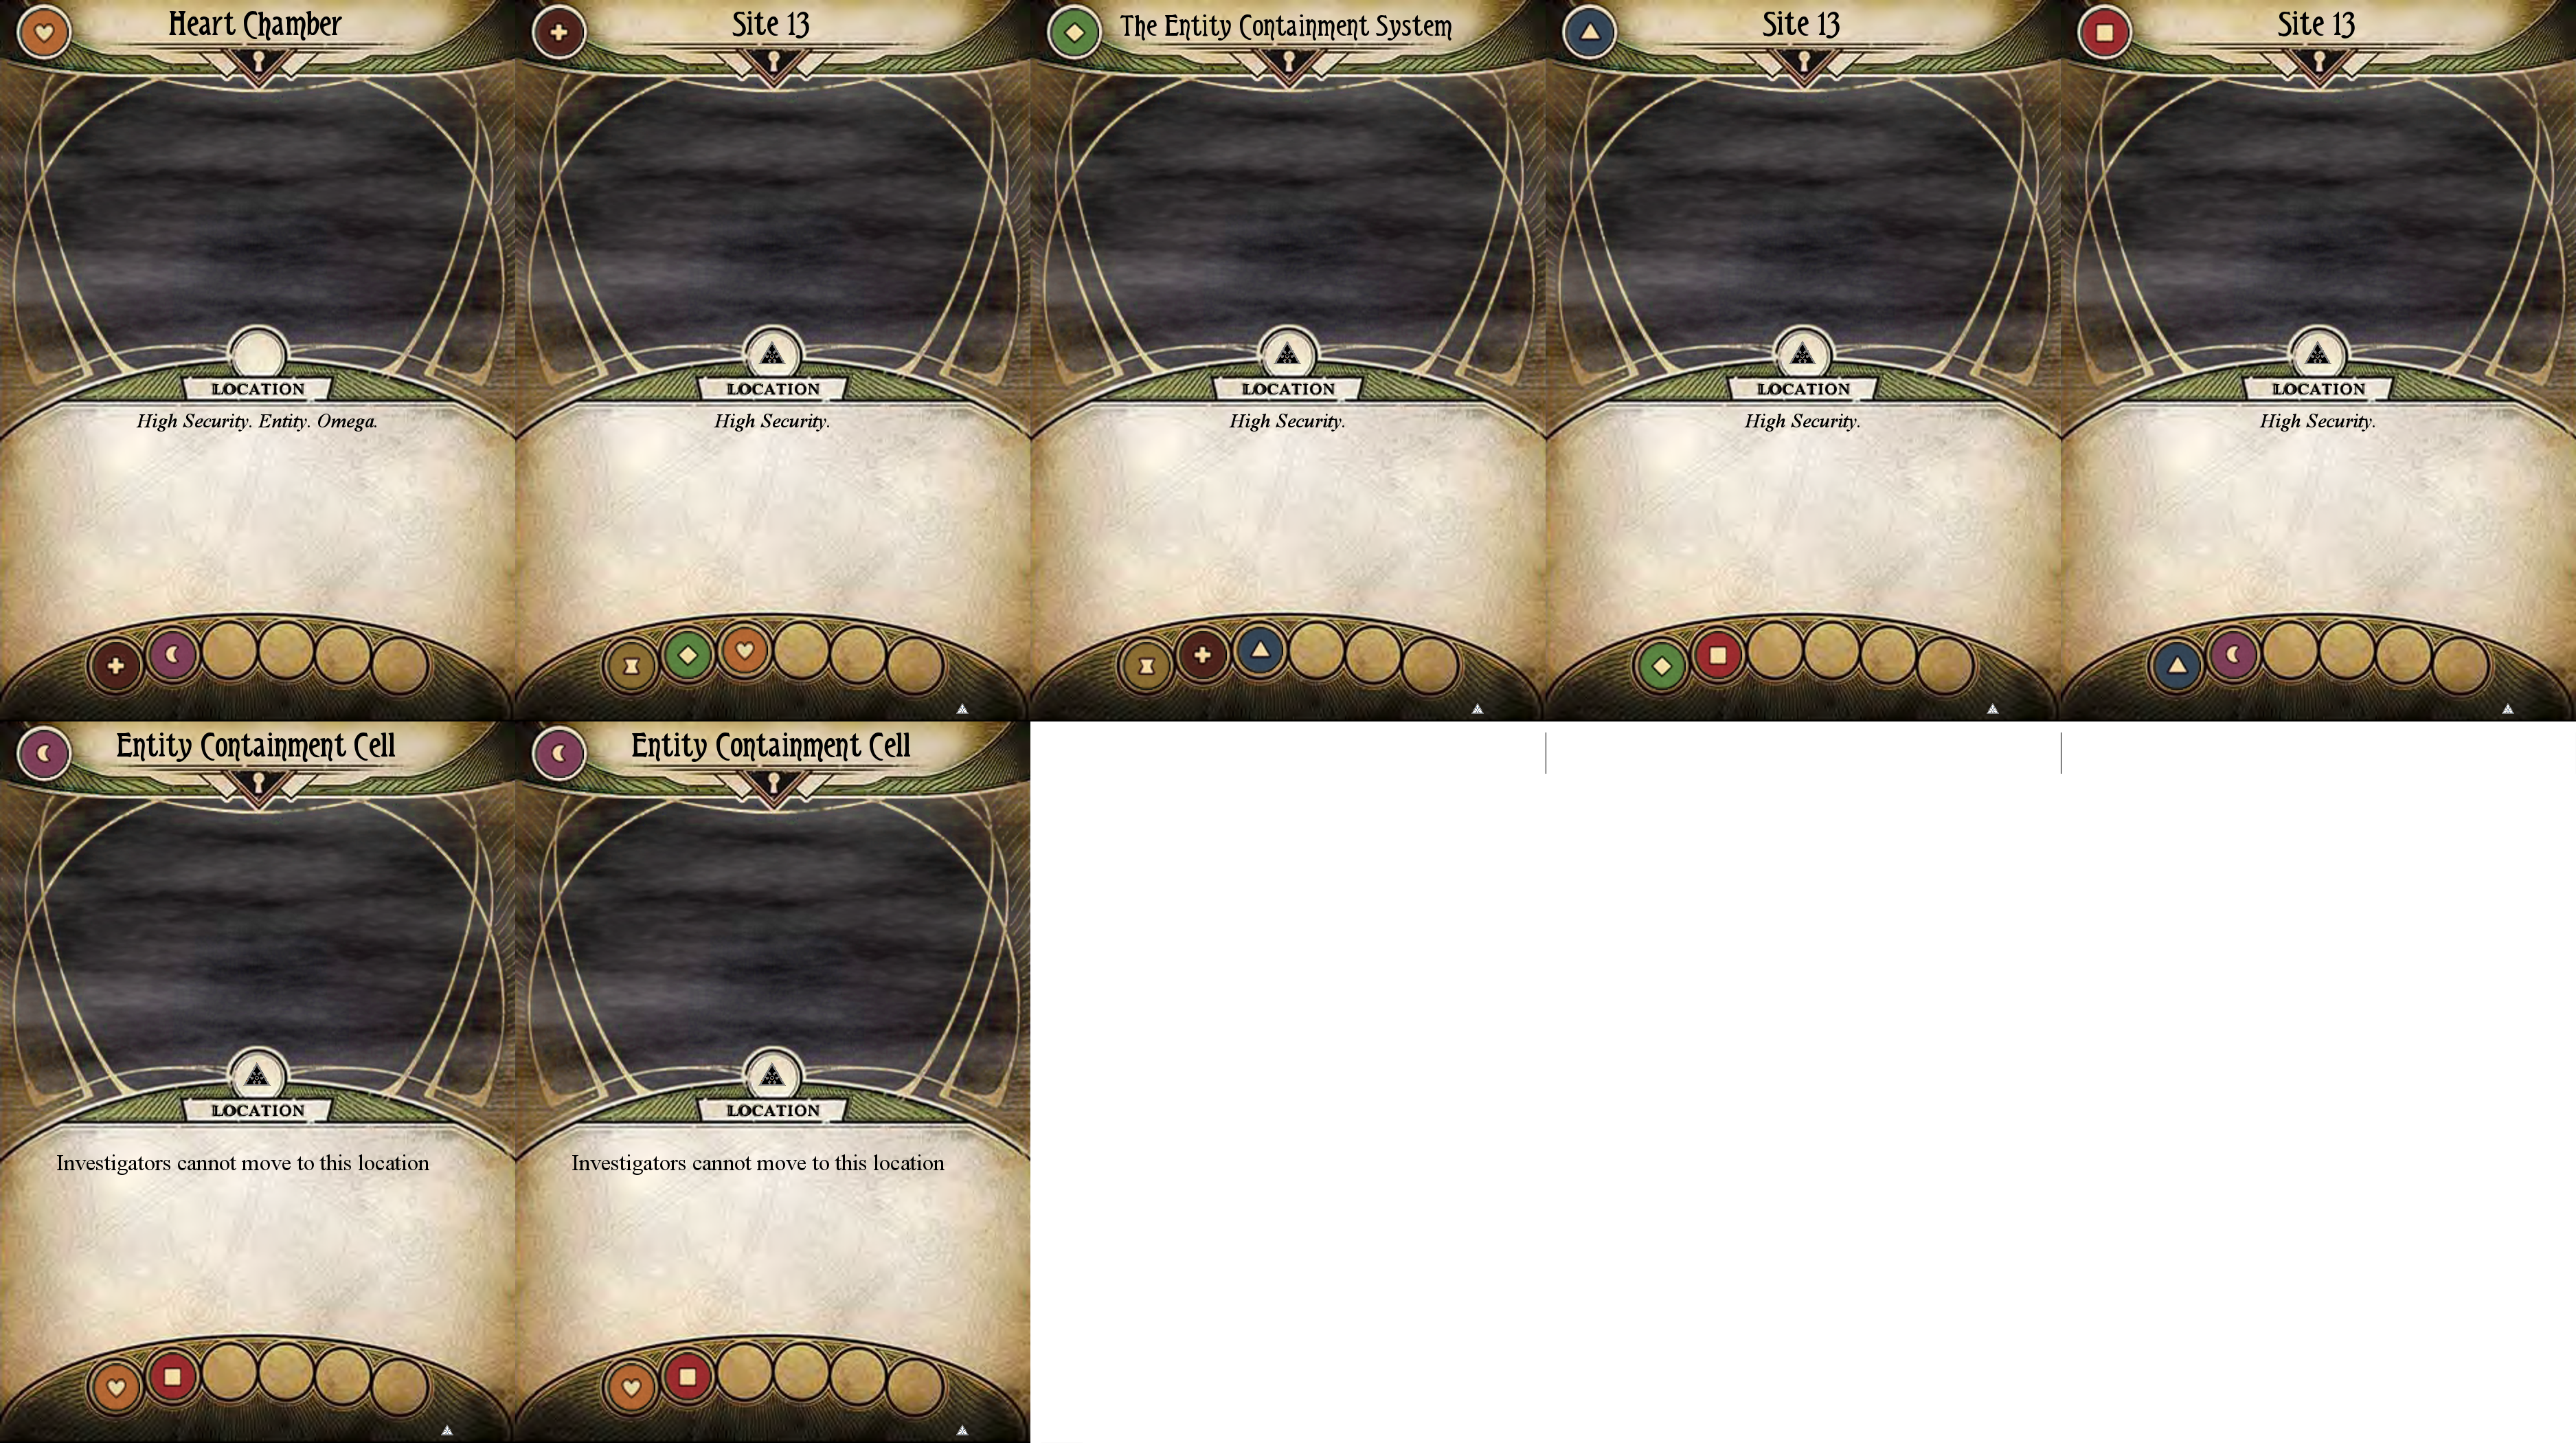 Heart Chamber
LOCATION
High Security. Entity. Omega.
Site 13
LOCATION
High Security.
The Entity Containment System
LOCATION
High Security.
Site 13
LOCATION
High Security.
Site 13
LOCATION
High Security.
Entity Containment Cell
LOCATION
Investigators cannot move to this location
Entity Containment Cell
LOCATION
Investigators cannot move to this location